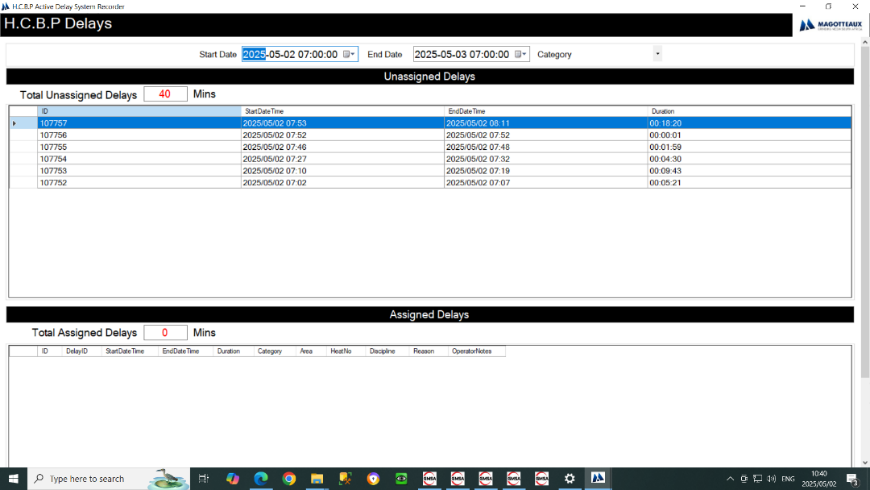 H.C.B.P Active Delay System Recorder
H.C.B.P Delays
MAGOTTEAUX
Start Date 2025-05-02 07:00:00 End Date 2025-05-03 07:00:00 Category
Unassigned Delays
Total Unassigned Delays 40 Mins
ID StartDateTime EndDateTime Duration
107757 2025/05/02 07:53 2025/05/02 08:11 00:18:20
107756 2025/05/02 07:52 2025/05/02 07:52 00:00:01
107755 2025/05/02 07:46 2025/05/02 07:48 00:01:59
107754 2025/05/02 07:27 2025/05/02 07:32 00:04:30
107753 2025/05/02 07:10 2025/05/02 07:19 00:09:43
107752 2025/05/02 07:02 2025/05/02 07:07 00:05:21
Assigned Delays
Total Assigned Delays 0 Mins
ID DelayID StartDateTime EndDateTime Duration Category Area HeatNo Discipline Reason OperatorNotes
Type here to search
SMSA SMSA SMSA SMSA SMSA
ENG
10:40
2025/05/02